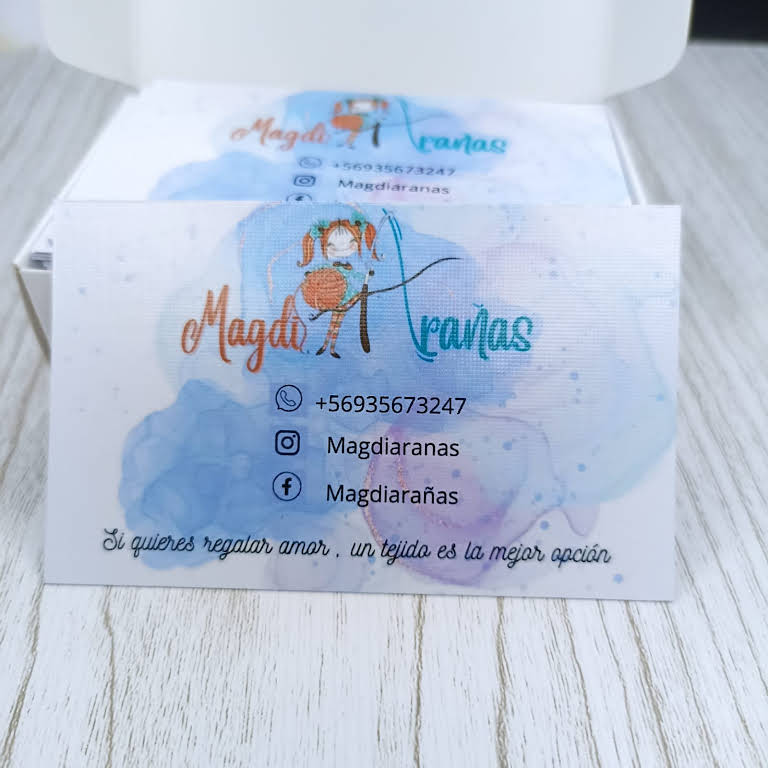 Magdi Arañas
+56935673247
Magdiaranas
Magdi Arañas
+56935673247
Magdiaranas
Magdiarañas
Si quieres regalar amor , un tejido es la mejor opción